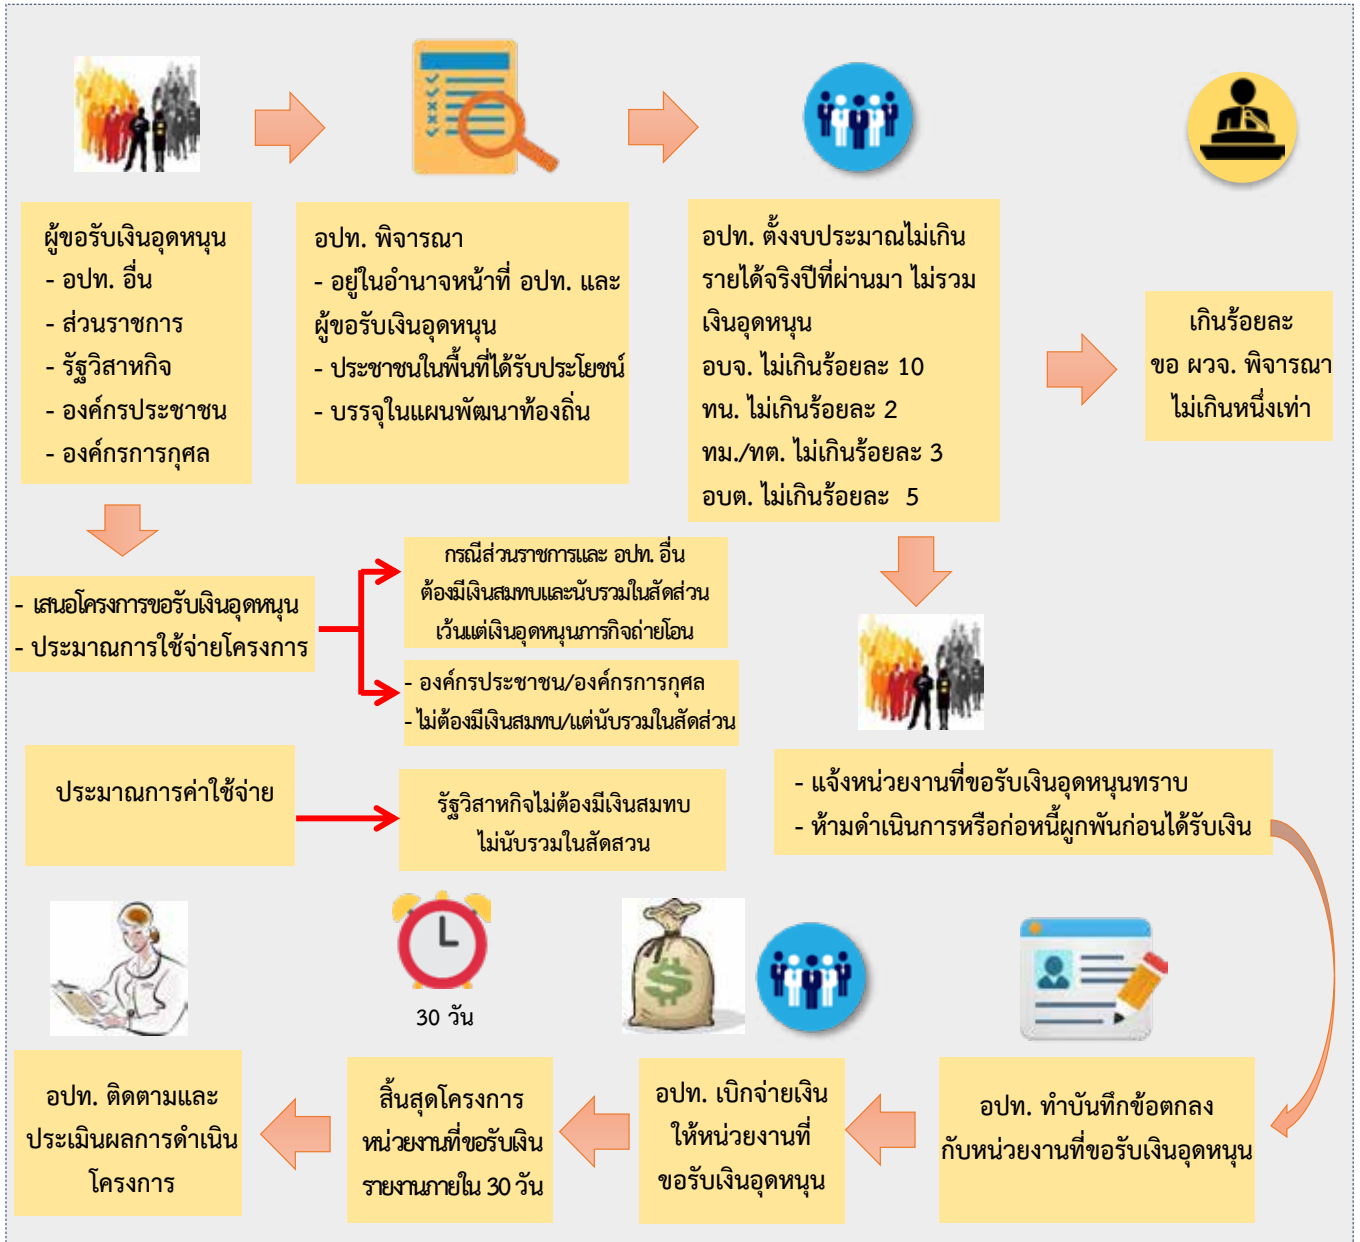 ผู้ขอรับเงินอุดหนุน
- อปท. อื่น
- ส่วนราชการ
- รัฐวิสาหกิจ
- องค์กรประชาชน
- องค์กรการกุศล
อปท. พิจารณา
- อยู่ในอำนาจหน้าที่ อปท. และ
ผู้ขอรับเงินอุดหนุน
- ประชาชนในพื้นที่ได้รับประโยชน์
- บรรจุในแผนพัฒนาท้องถิ่น
อปท. ตั้งงบประมาณไม่เกิน
รายได้จริงปีที่ผ่านมา ไม่รวม
เงินอุดหนุน
อบจ. ไม่เกินร้อยละ 10
ทน. ไม่เกินร้อยละ 2
ทม./ทต. ไม่เกินร้อยละ 3
อบต. ไม่เกินร้อยละ 5
เกินร้อยละ
ขอ ผวจ. พิจารณา
ไม่เกินหนึ่งเท่า
- เสนอโครงการขอรับเงินอุดหนุน
- ประมาณการใช้จ่ายโครงการ
กรณีส่วนราชการและ อปท. อื่น
ต้องมีเงินสมทบและนับรวมในสัดส่วน
เว้นแต่เงินอุดหนุนภารกิจถ่ายโอน
- องค์กรประชาชน/องค์กรการกุศล
- ไม่ต้องมีเงินสมทบ/แต่นับรวมในสัดส่วน
ประมาณการค่าใช้จ่าย
รัฐวิสาหกิจไม่ต้องมีเงินสมทบ
ไม่นับรวมในสัดสวน
- แจ้งหน่วยงานที่ขอรับเงินอุดหนุนทราบ
- ห้ามดำเนินการหรือก่อหนี้ผูกพันก่อนได้รับเงิน
อปท. ทำบันทึกข้อตกลง
กับหน่วยงานที่ขอรับเงินอุดหนุน
อปท. เบิกจ่ายเงิน
ให้หน่วยงานที่
ขอรับเงินอุดหนุน
30 วัน
สิ้นสุดโครงการ
หน่วยงานที่ขอรับเงิน
รายงานภายใน 30 วัน
อปท. ติดตามและ
ประเมินผลการดำเนิน
โครงการ